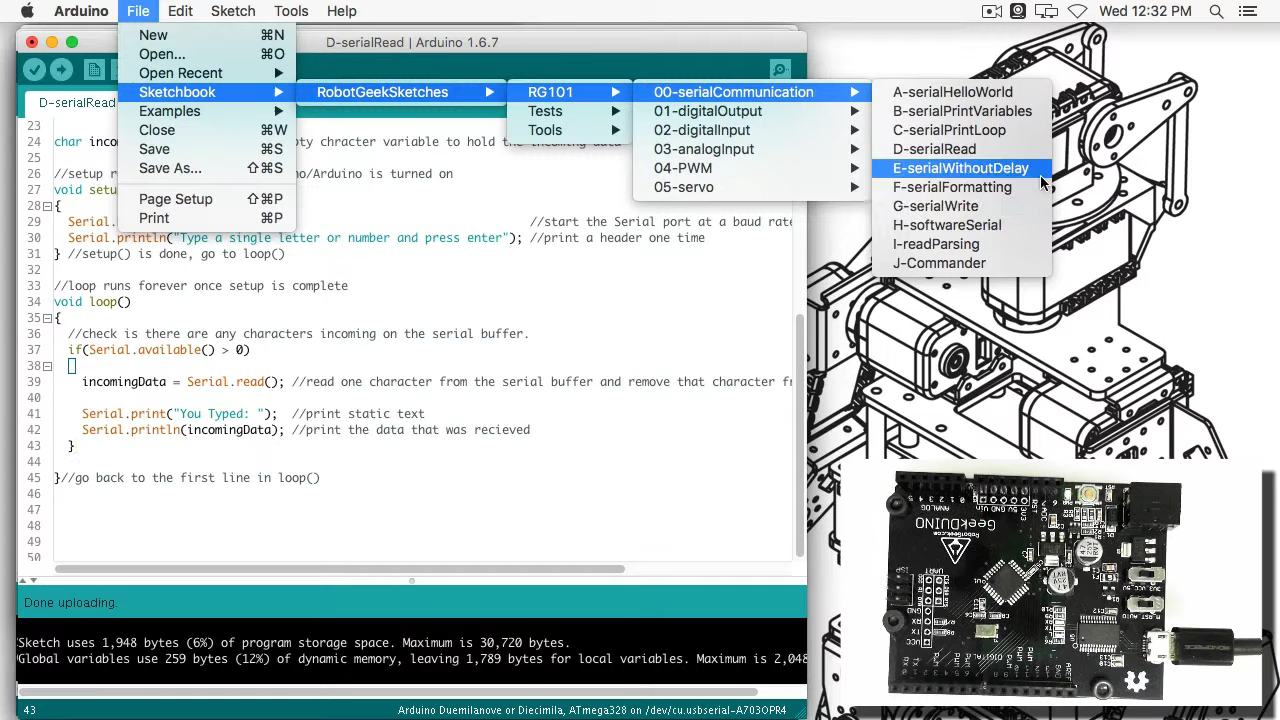 Arduino File Edit Sketch Tools Help Wed 12:32 PM
D-serialRead | Arduino 1.6.7
New ⌘N
Open... ⌘O
Open Recent
Sketchbook
Examples
Close ⌘W
Save ⌘S
Save As... ⇧⌘S
Page Setup ⇧⌘P
Print ⌘P
RobotGeekSketches
RG101
Tests
Tools
00-serialCommunication
01-digitalOutput
02-digitalInput
03-analogInput
04-PWM
05-servo
A-serialHelloWorld
B-serialPrintVariables
C-serialPrintLoop
D-serialRead
E-serialWithoutDelay
F-serialFormatting
G-serialWrite
H-softwareSerial
I-readParsing
J-Commander
D-serialRead
23
24 char inco pty chracter variable to hold the incoming data
25
26 //setup r /Arduino is turned on
27 void setu
28 {
29 Serial. //start the Serial port at a baud rate
30 Serial.println("Type a single letter or number and press enter"); //print a header one time
31 } //setup() is done, go to loop()
32
33 //loop runs forever once setup is complete
34 void loop()
35 {
36 //check is there are any characters incoming on the serial buffer.
37 if(Serial.available() > 0)
38
39 incomingData = Serial.read(); //read one character from the serial buffer and remove that character fr
40
41 Serial.print("You Typed: "); //print static text
42 Serial.println(incomingData); //print the data that was recieved
43 }
44
45 }//go back to the first line in loop()
46
47
48
49
50
Done uploading.
Sketch uses 1,948 bytes (6%) of program storage space. Maximum is 30,720 bytes.
Global variables use 259 bytes (12%) of dynamic memory, leaving 1,789 bytes for local variables. Maximum is 2,048
43 Arduino Duemilanove or Diecimila, ATmega328 on /dev/cu.usbserial-A703OPR4
GeekDUINO
ANALOG